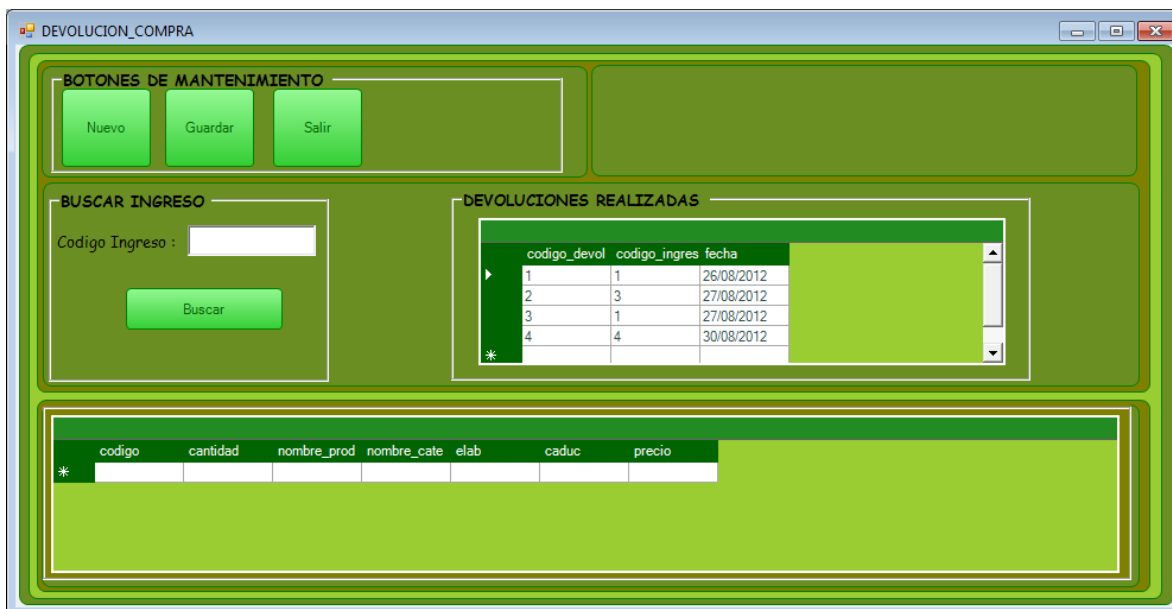 DEVOLUCION_COMPRA
BOTONES DE MANTENIMIENTO
Nuevo Guardar Salir
BUSCAR INGRESO
Codigo Ingreso :
Buscar
DEVOLUCIONES REALIZADAS
codigo_devol codigo_ingres fecha
1 1 26/08/2012
2 3 27/08/2012
3 1 27/08/2012
4 4 30/08/2012
codigo cantidad nombre_prod nombre_cate elab caduc precio